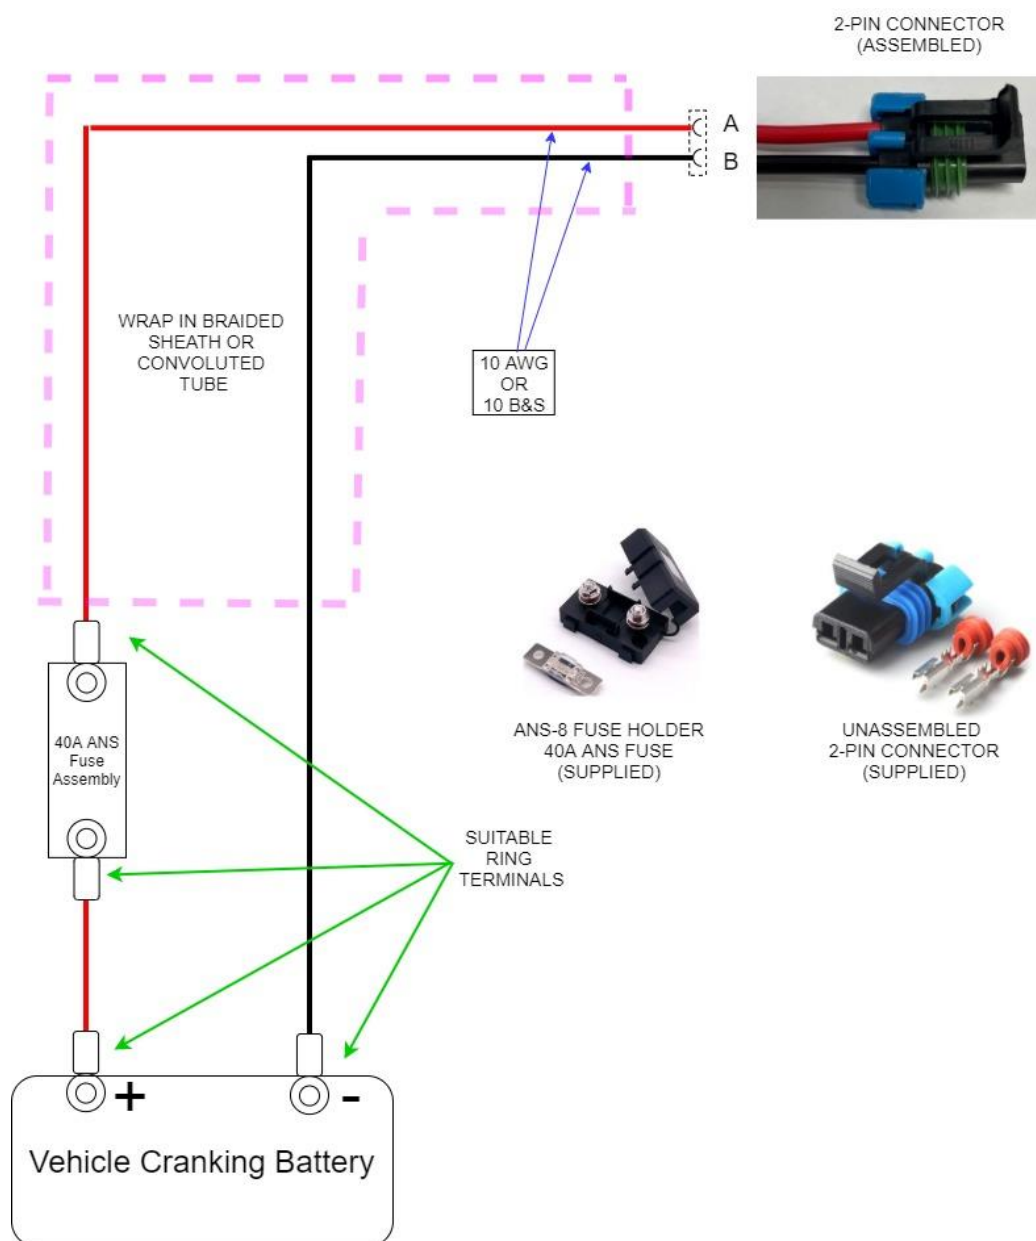 2-PIN CONNECTOR
(ASSEMBLED)
A
B
WRAP IN BRAIDED
SHEATH OR
CONVOLUTED
TUBE
10 AWG
OR
10 B&S
ANS-8 FUSE HOLDER
40A ANS FUSE
(SUPPLIED)
UNASSEMBLED
2-PIN CONNECTOR
(SUPPLIED)
40A ANS
Fuse
Assembly
SUITABLE
RING
TERMINALS
+
-
Vehicle Cranking Battery